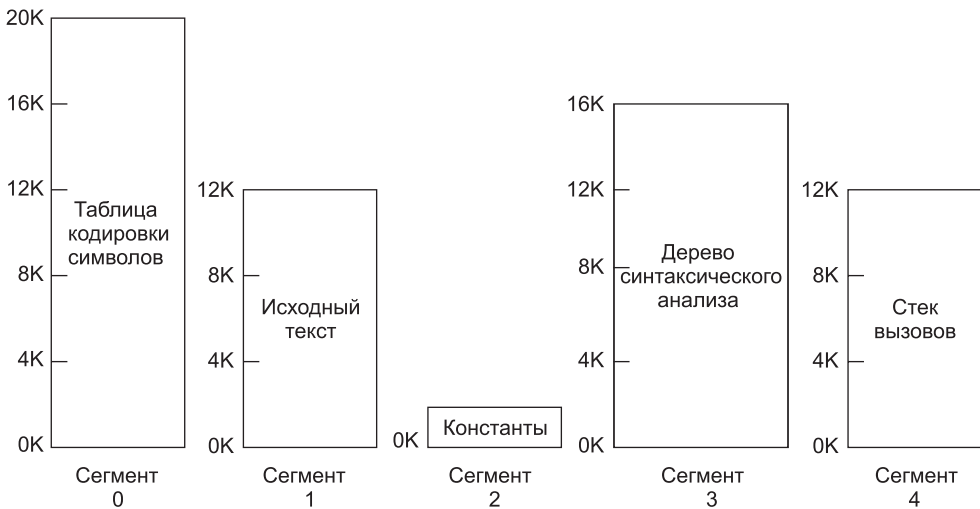 20K
16K
12K
8K
4K
0K
Таблица
кодировки
символов
Сегмент
0
12K
8K
4K
0K
Исходный
текст
Сегмент
1
0K
Константы
Сегмент
2
16K
12K
8K
4K
0K
Дерево
синтаксического
анализа
Сегмент
3
12K
8K
4K
0K
Стек
вызовов
Сегмент
4